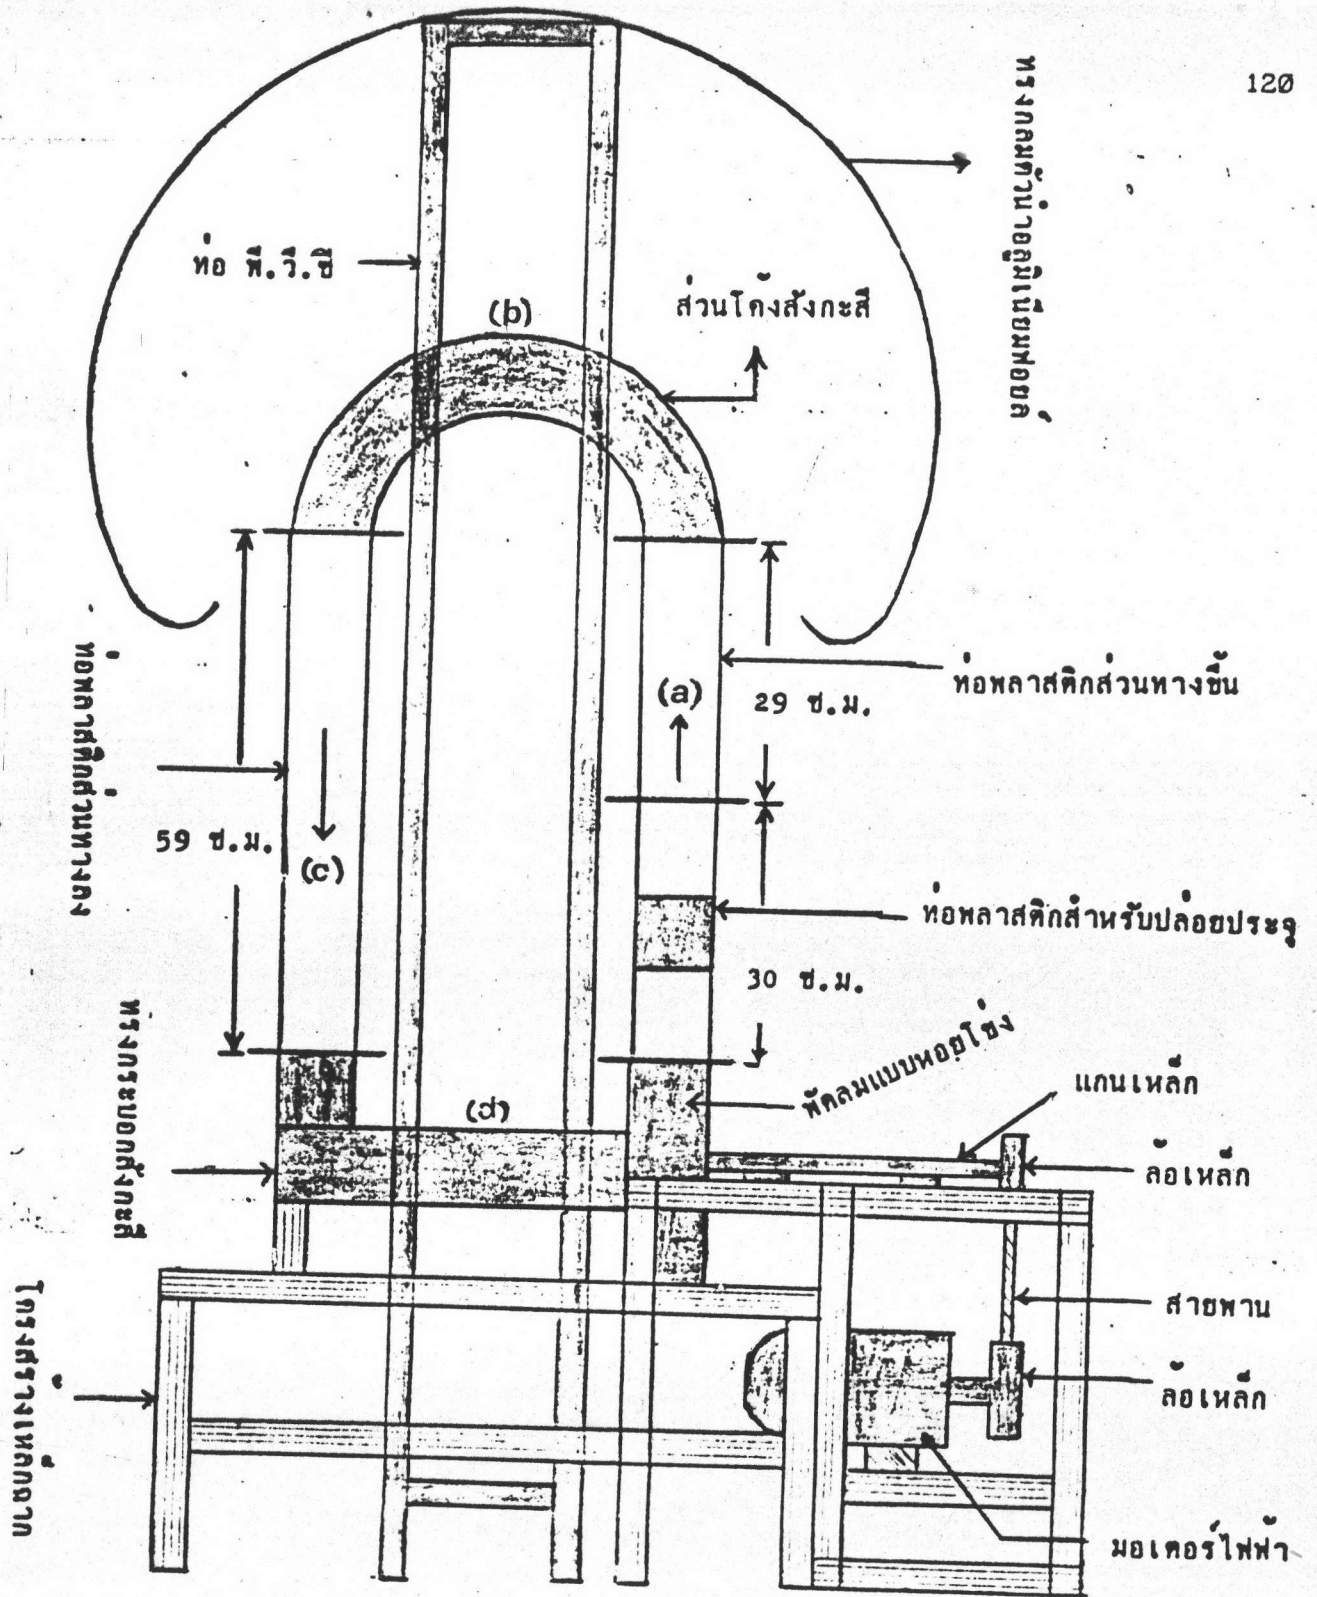 120
ทรงกลมด้านอลูมิเนียมฟอยล์
ท่อ พี.วี.ซี
ส่วนโค้งสังกะสี
(b)
ท่อพลาสติกส่วนทางขึ้น
(a)
29 ซ.ม.
ท่อพลาสติกส่วนทางลง
59 ซ.ม.
(c)
ท่อพลาสติกสำหรับปล่อยประจุ
30 ซ.ม.
พัดลมแบบหอยโข่ง
แกนเหล็ก
ทรงกระบอกสังกะสี
(d)
ล้อเหล็ก
สายพาน
โครงสร้างเหล็กฉาก
ล้อเหล็ก
มอเตอร์ไฟฟ้า